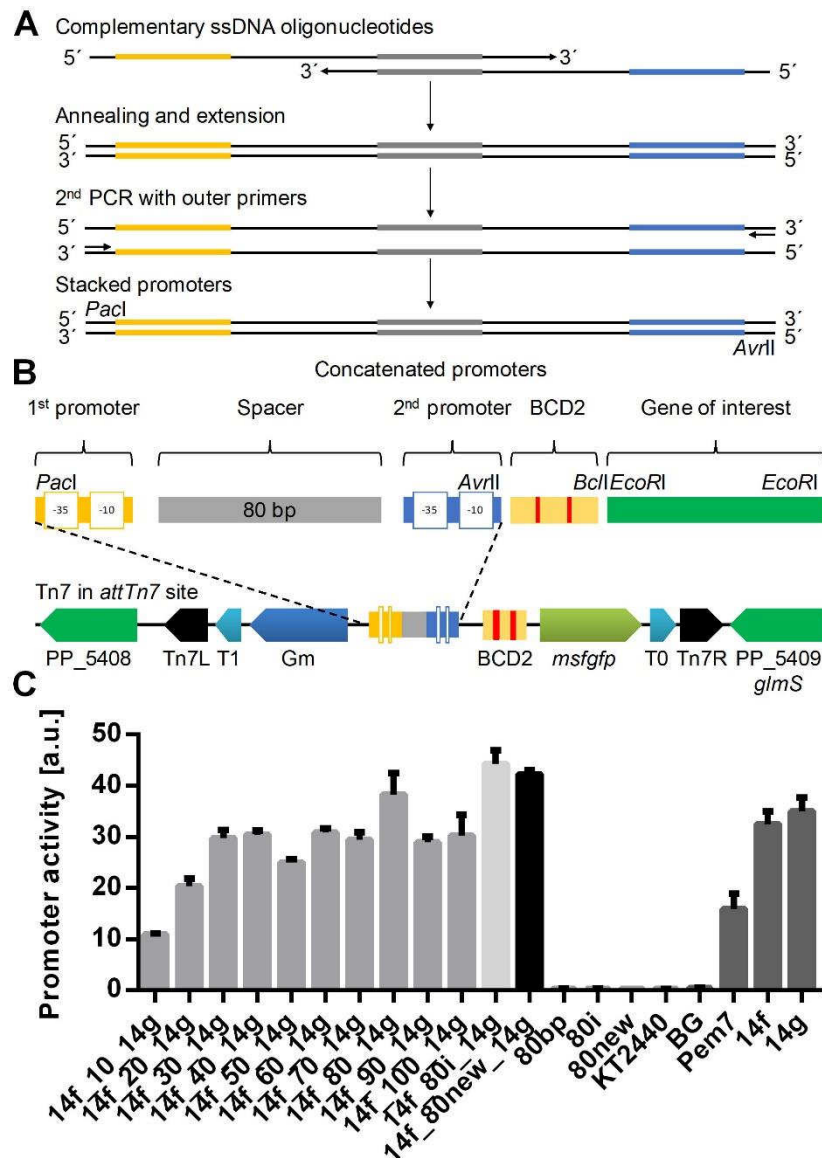 A
Complementary ssDNA oligonucleotides
5´ 3´
3´ 5´
Annealing and extension
5´ 3´
3´ 5´
2nd PCR with outer primers
5´ 3´
3´ 5´
Stacked promoters
PacI
5´ 3´
3´ 5´
AvrII
B
Concatenated promoters
1st promoter Spacer 2nd promoter BCD2 Gene of interest
PacI AvrII BclI EcoRI EcoRI
-35 -10 80 bp -35 -10
Tn7 in attTn7 site
PP_5408 Tn7L T1 Gm BCD2 msfgfp T0 Tn7R PP_5409
glmS
C
Promoter activity [a.u.]
50
40
30
20
10
0
14f_10_14g
14f_20_14g
14f_30_14g
14f_40_14g
14f_50_14g
14f_60_14g
14f_70_14g
14f_80_14g
14f_90_14g
14f_100_14g
14f_80i_14g
14f_80new_14g
80bp
80i
80new
KT2440
BG
Pem7
14f
14g